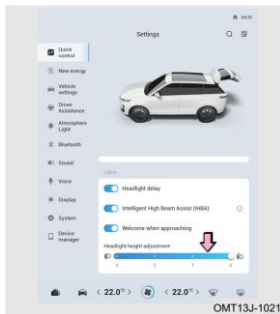 Settings
Quick
control
New energy
Vehicle
settings
Driver
Assistance
Atmosphere
Light
Bluetooth
Sound
Voice
Display
System
Device
manager
Lights
Headlight delay
Intelligent High Beam Assist (IHBA)
Welcome when approaching
Headlight height adjustment
3 2 1 0
< 22.0°C > < 22.0°C >
OMT13J-1021